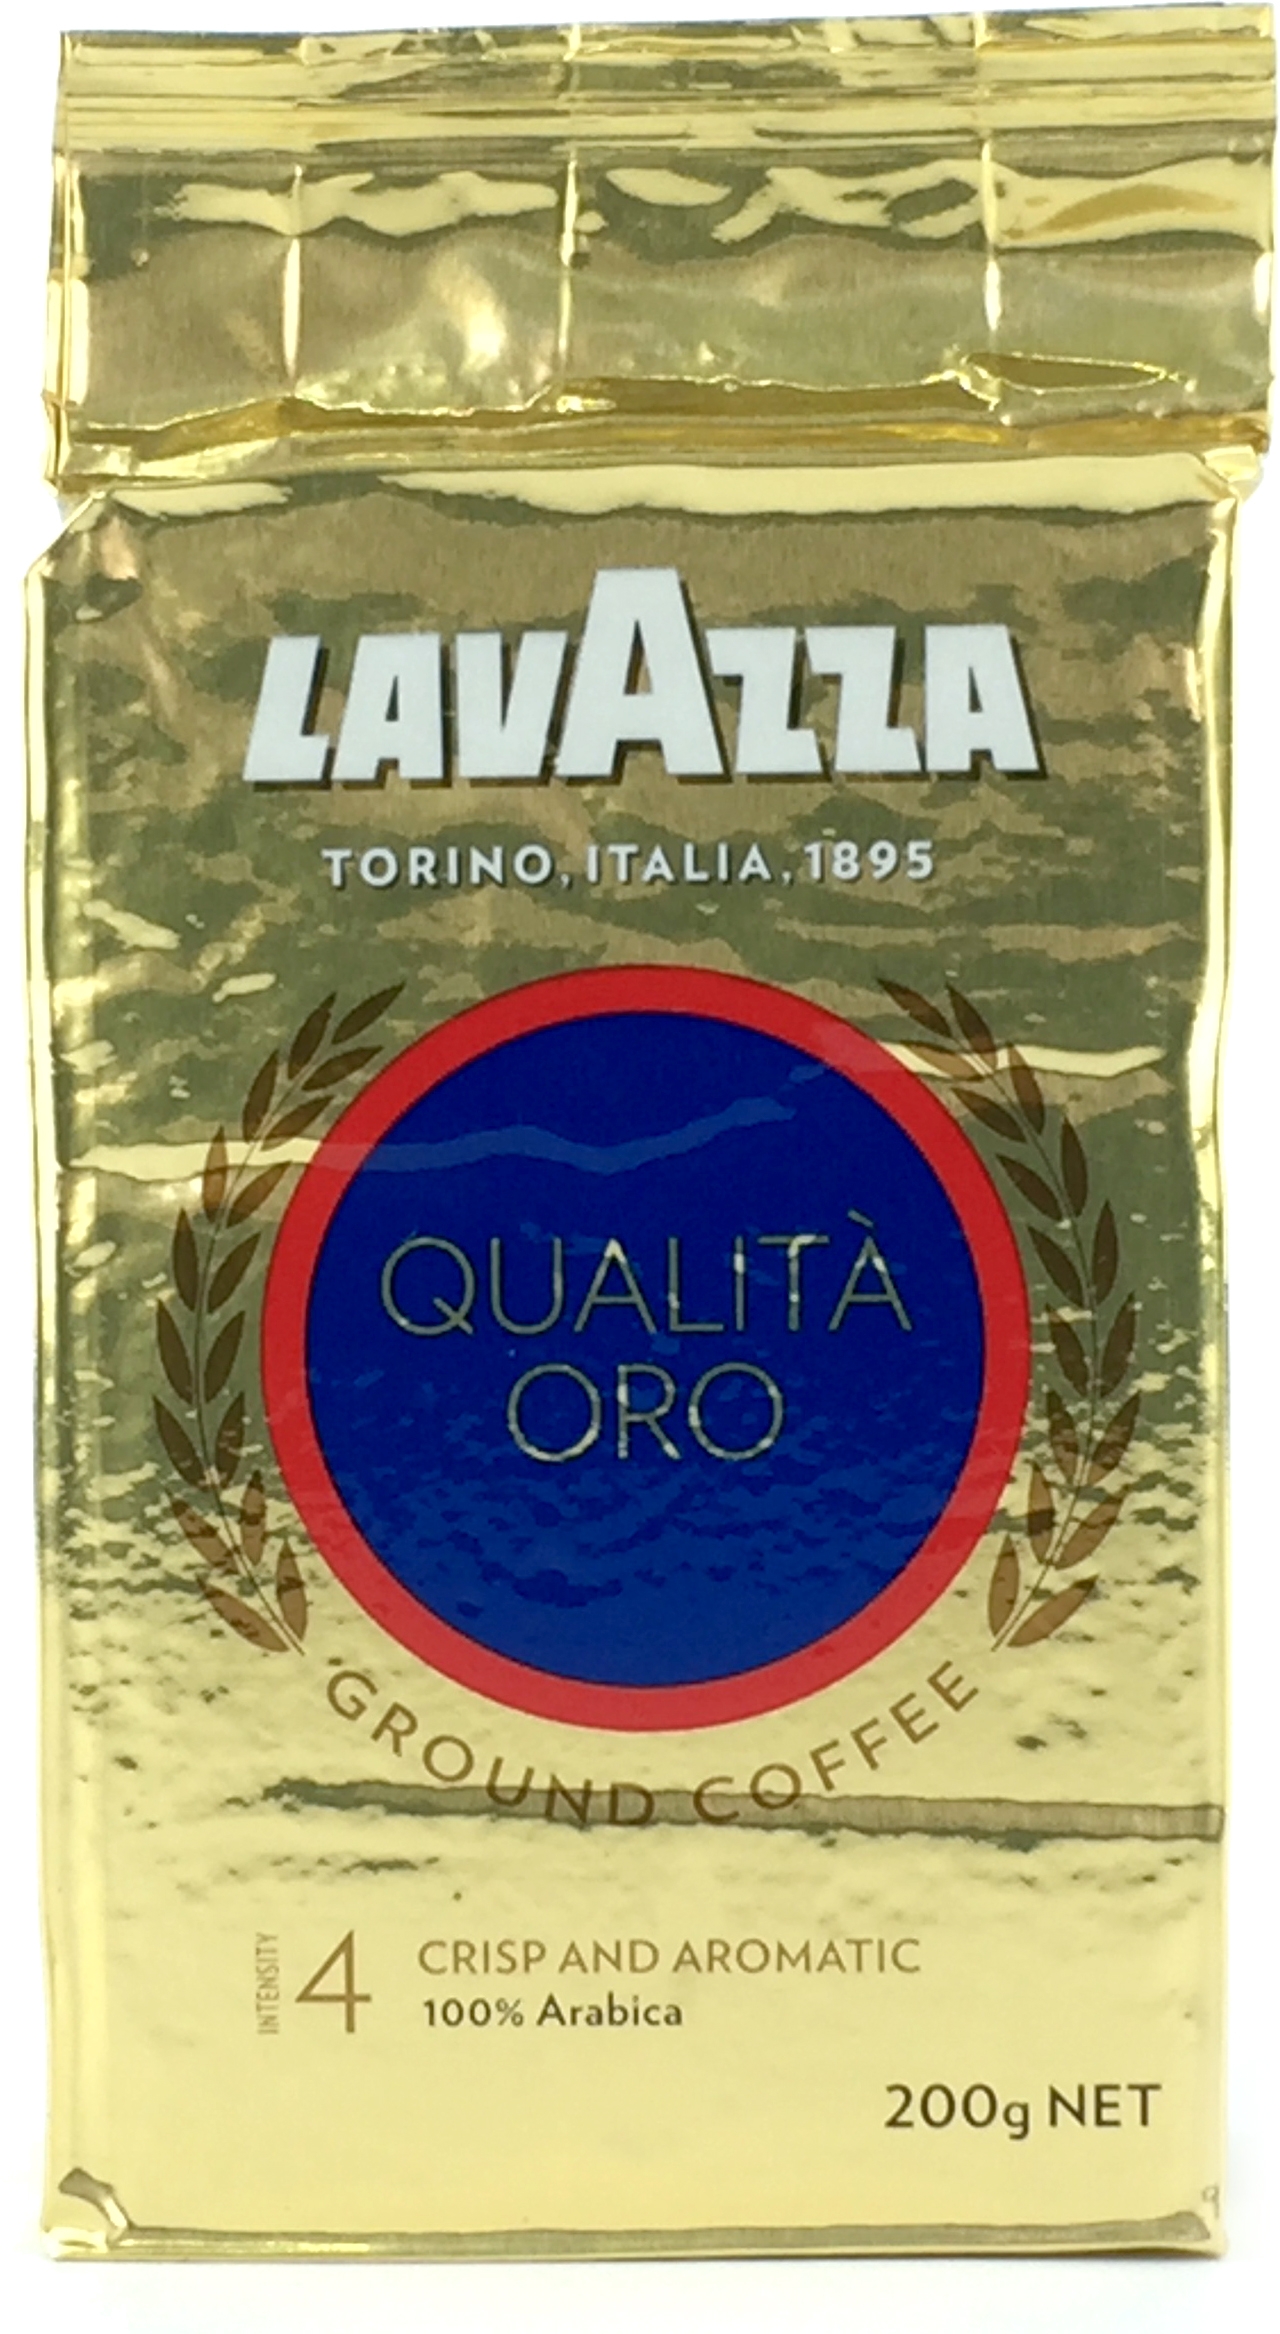 LAVAZZA
TORINO, ITALIA, 1895
QUALITÀ
ORO
GROUND COFFEE
INTENSITY
4
CRISP AND AROMATIC
100% Arabica
200g NET